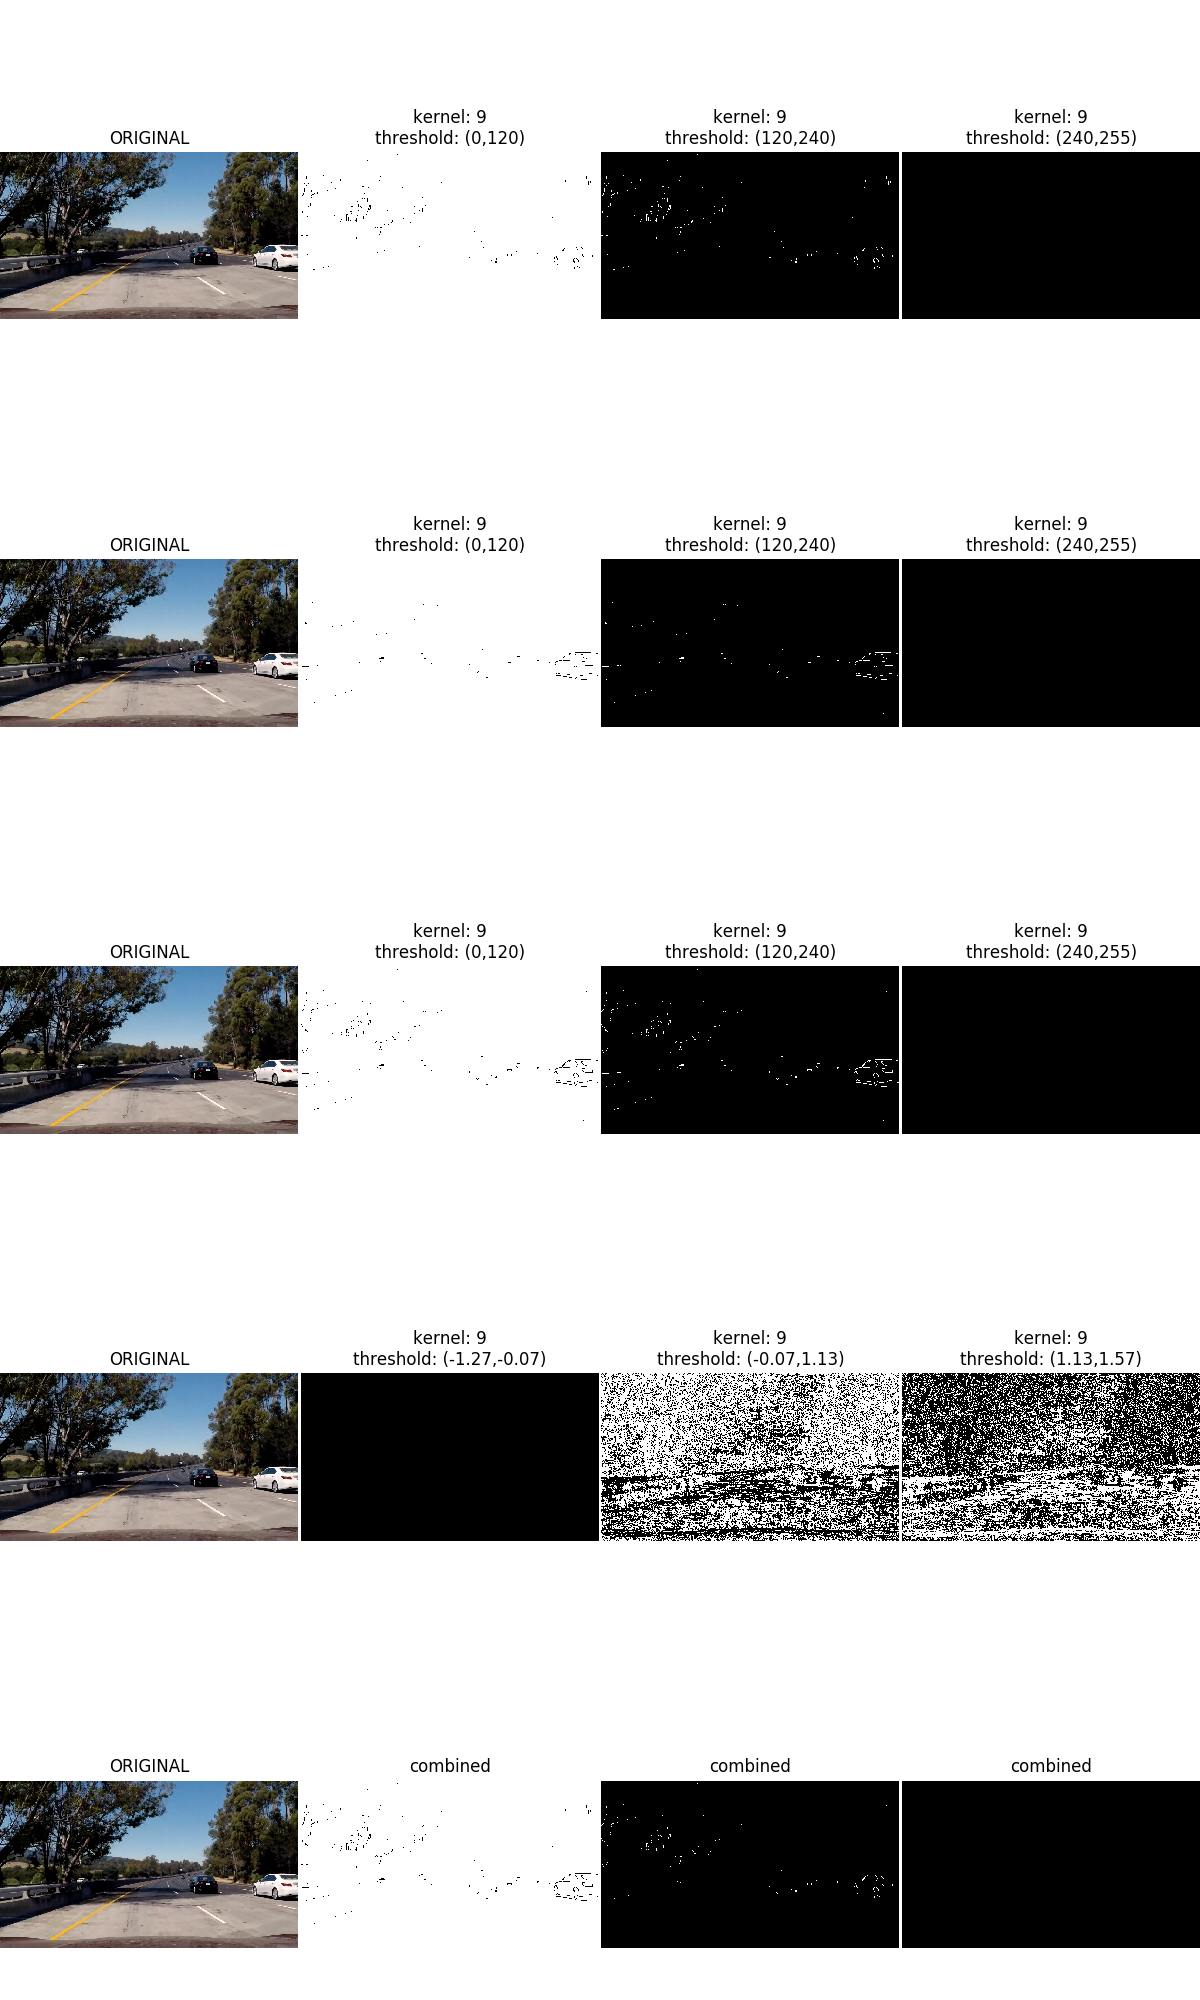 ORIGINAL
kernel: 9
threshold: (0,120)
kernel: 9
threshold: (120,240)
kernel: 9
threshold: (240,255)
ORIGINAL
kernel: 9
threshold: (0,120)
kernel: 9
threshold: (120,240)
kernel: 9
threshold: (240,255)
ORIGINAL
kernel: 9
threshold: (0,120)
kernel: 9
threshold: (120,240)
kernel: 9
threshold: (240,255)
ORIGINAL
kernel: 9
threshold: (-1.27,-0.07)
kernel: 9
threshold: (-0.07,1.13)
kernel: 9
threshold: (1.13,1.57)
ORIGINAL
combined
combined
combined